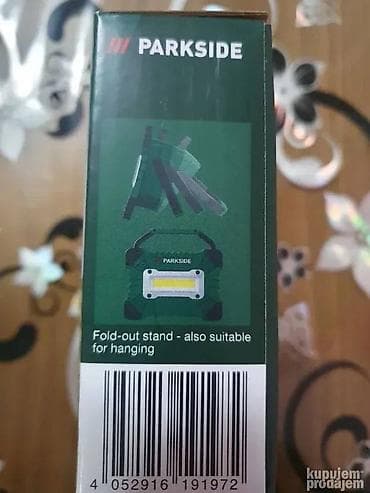 /// PARKSIDE
PARKSIDE
Fold-out stand - also suitable
for hanging
4 052916 191972
kupujem
prodajem